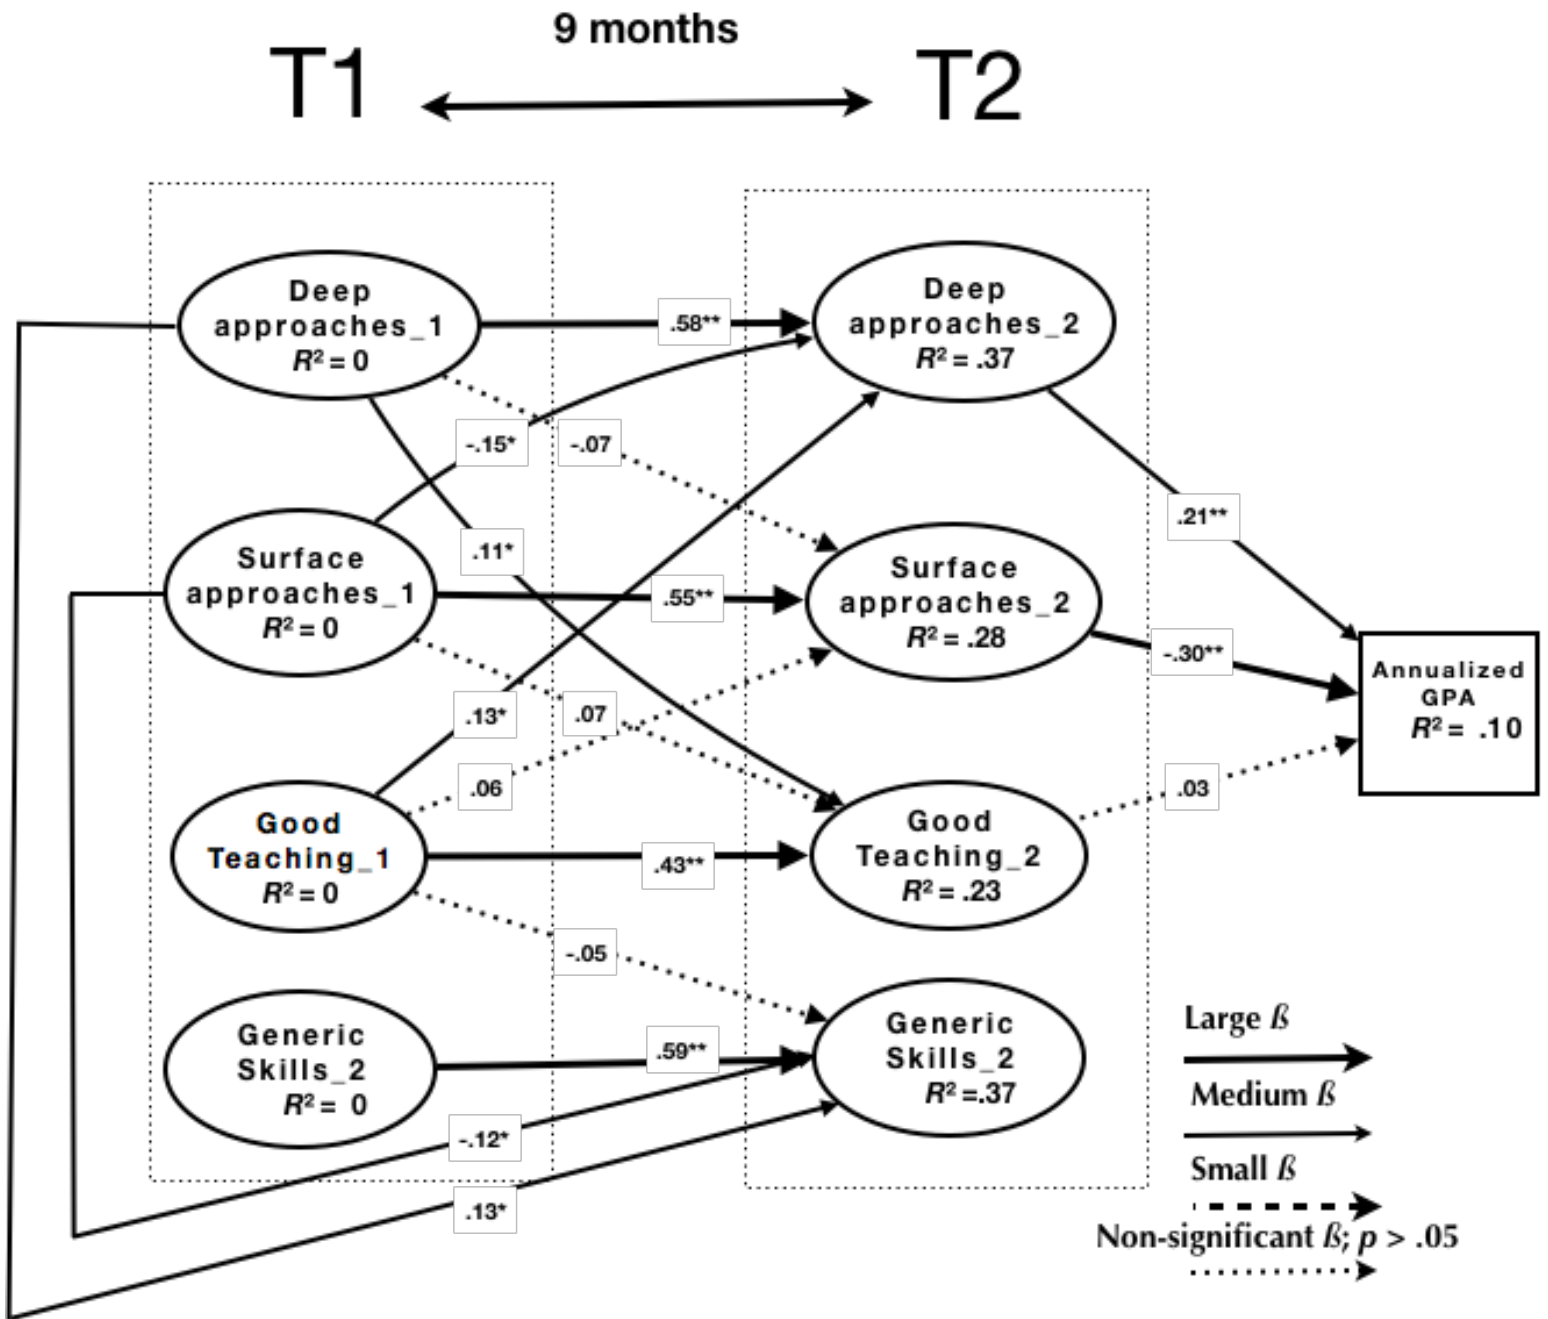 9 months
T1
T2
Deep
approaches_1
R² = 0
Deep
approaches_2
R² = .37
.58**
-.15*
-.07
.11*
.21**
Surface
approaches_1
R² = 0
Surface
approaches_2
R² = .28
.55**
-.30**
Annualized
GPA
R² = .10
.13*
.07
.06
.03
Good
Teaching_1
R² = 0
Good
Teaching_2
R² = .23
.43**
-.05
Generic
Skills_2
R² = 0
Generic
Skills_2
R² =.37
.59**
-.12*
.13*
Large ß
Medium ß
Small ß
Non-significant ß; p > .05